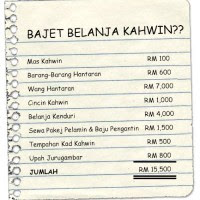 BAJET BELANJA KAHWIN??
Mas Kahwin RM 100
Barang-Barang Hantaran RM 600
Wang Hantaran RM 7,000
Cincin Kahwin RM 1,000
Belanja Kenduri RM 4,000
Sewa Pakej Pelamin & Baju Pengantin RM 1,500
Tempahan Kad Kahwin RM 500
Upah Jurugambar RM 800
JUMLAH RM 15,500